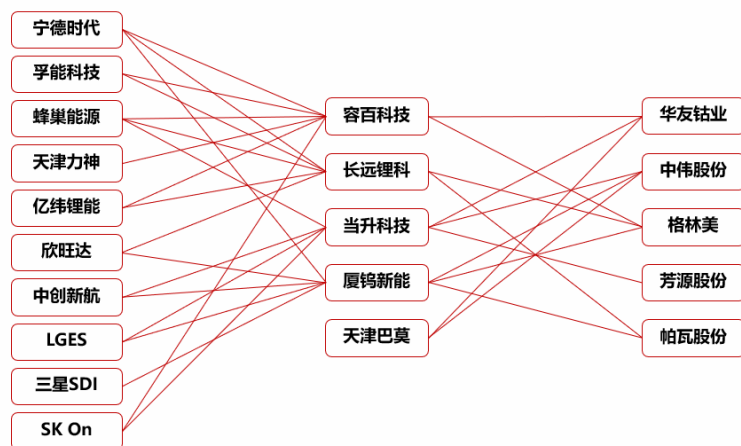 宁德时代
孚能科技
蜂巢能源
天津力神
亿纬锂能
欣旺达
中创新航
LGES
三星SDI
SK On
容百科技
长远锂科
当升科技
厦钨新能
天津巴莫
华友钴业
中伟股份
格林美
芳源股份
帕瓦股份